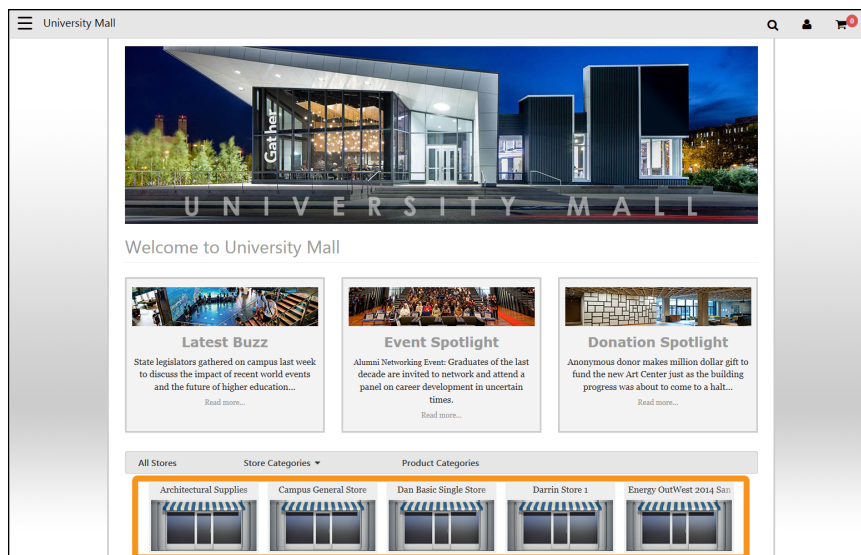 University Mall
0
Gather
UNIVERSITY MALL
Welcome to University Mall
Latest Buzz
State legislators gathered on campus last week
to discuss the impact of recent world events
and the future of higher education...
Read more...
Event Spotlight
Alumni Networking Event: Graduates of the last
decade are invited to network and attend a
panel on career development in uncertain
times.
Read more...
Donation Spotlight
Anonymous donor makes million dollar gift to
fund the new Art Center just as the building
progress was about to come to a halt...
Read more...
All Stores Store Categories Product Categories
Architectural Supplies Campus General Store Dan Basic Single Store Darrin Store 1 Energy OutWest 2014 San